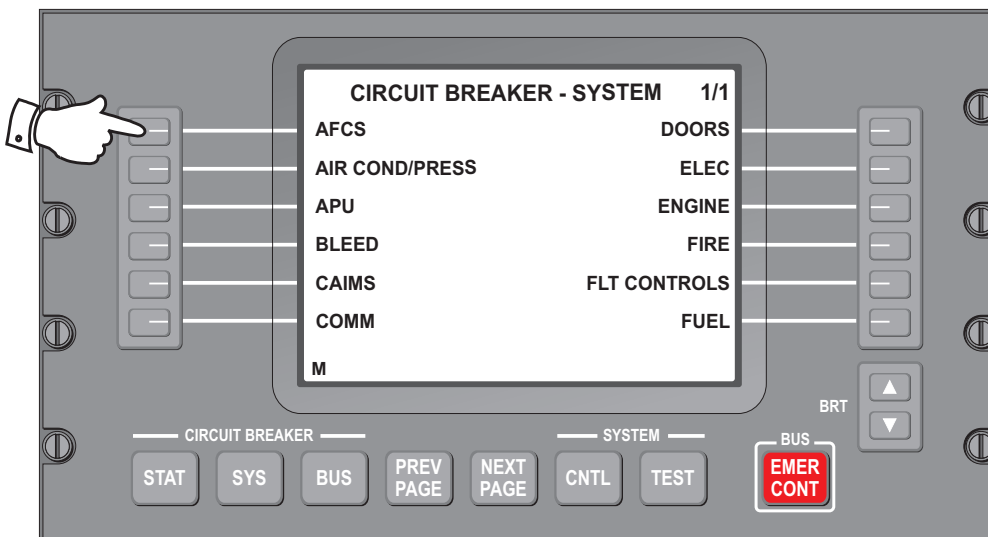 CIRCUIT BREAKER - SYSTEM 1/1
AFCS DOORS
AIR COND/PRESS ELEC
APU ENGINE
BLEED FIRE
CAIMS FLT CONTROLS
COMM FUEL
M
BRT
CIRCUIT BREAKER SYSTEM BUS
STAT SYS BUS PREV PAGE NEXT PAGE CNTL TEST EMER CONT